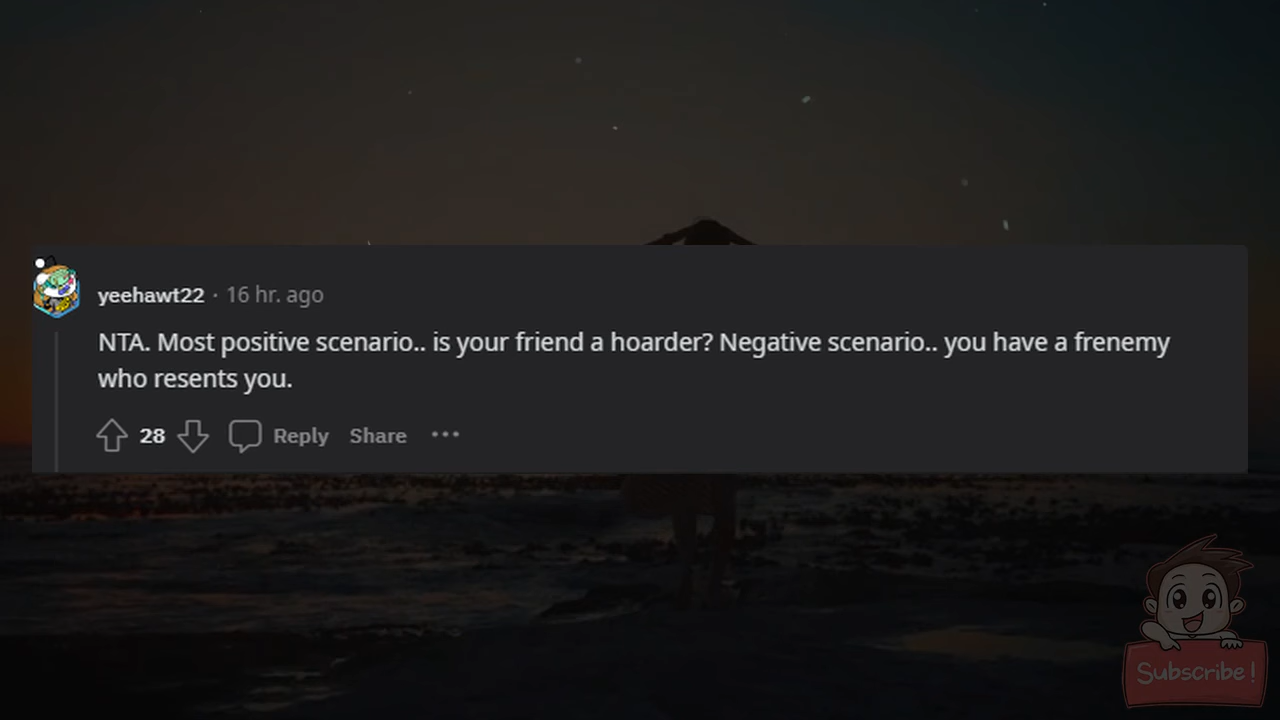 yeehawt22 · 16 hr. ago
NTA. Most positive scenario.. is your friend a hoarder? Negative scenario.. you have a frenemy
who resents you.
28 Reply Share ···
Subscribe!